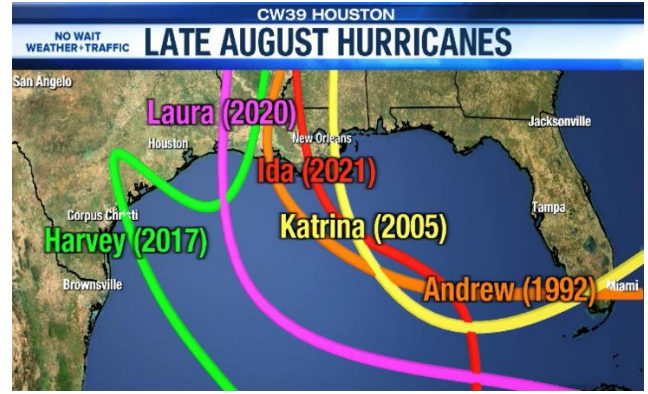 CW39 HOUSTON
NO WAIT
WEATHER+TRAFFIC
LATE AUGUST HURRICANES
San Angelo
Laura (2020)
Jacksonville
Houston
New Orleans
Ida (2021)
Tampa
Corpus Christi
Katrina (2005)
Harvey (2017)
Brownsville
Andrew (1992)
Miami